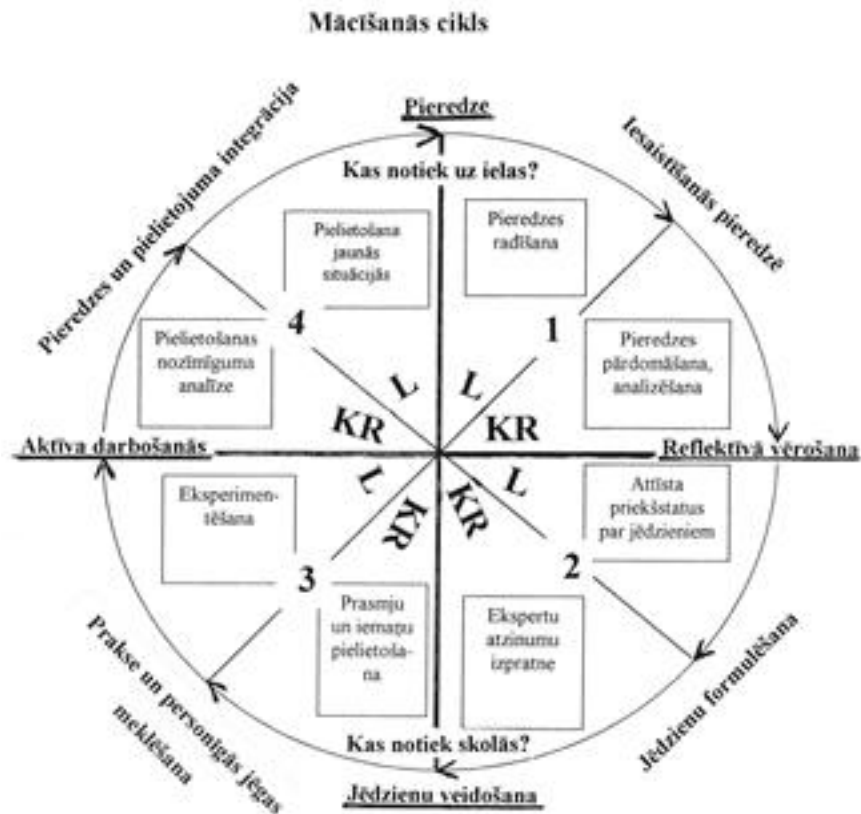 Mācīšanās cikls
Pieredze
Kas notiek uz ielas?
Pieredzes un pielietojuma integrācija
Iesaistīšanās pieredzē
Pielietošana
jaunās
situācijās
Pieredzes
radīšana
4
1
Pielietošanas
nozīmīguma
analīze
Pieredzes
pārdomāšana,
analizēšana
L
L
KR
KR
Aktīva darbošanās
Reflektīvā vērošana
L
KR
KR
L
Eksperimen-
tēšana
Attīsta
priekšstatus
par jēdzieniem
3
2
Prasmju
un iemaņu
pielietoša-
na
Ekspertu
atzinumu
izpratne
Prakse un personīgās jēgas
meklēšana
Jēdzienu formulēšana
Kas notiek skolās?
Jēdzienu veidošana